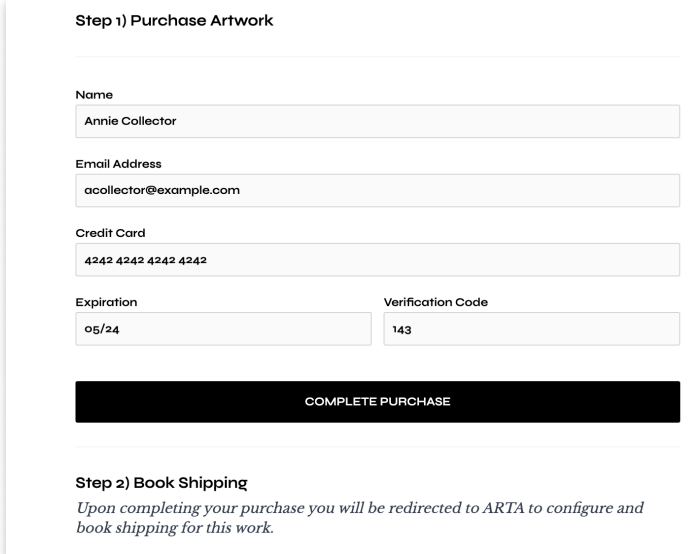 Step 1) Purchase Artwork
Name
Annie Collector
Email Address
acollector@example.com
Credit Card
4242 4242 4242 4242
Expiration
Verification Code
05/24
143
COMPLETE PURCHASE
Step 2) Book Shipping
Upon completing your purchase you will be redirected to ARTA to configure and
book shipping for this work.